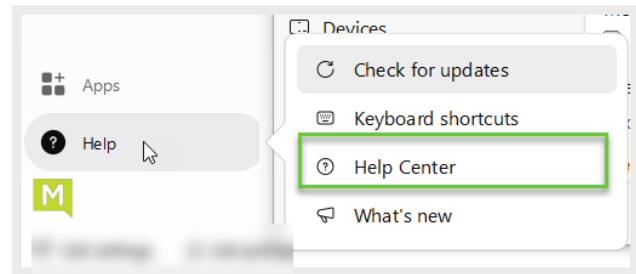 Devices
Check for updates
Apps
Keyboard shortcuts
Help
Help Center
M
What's new